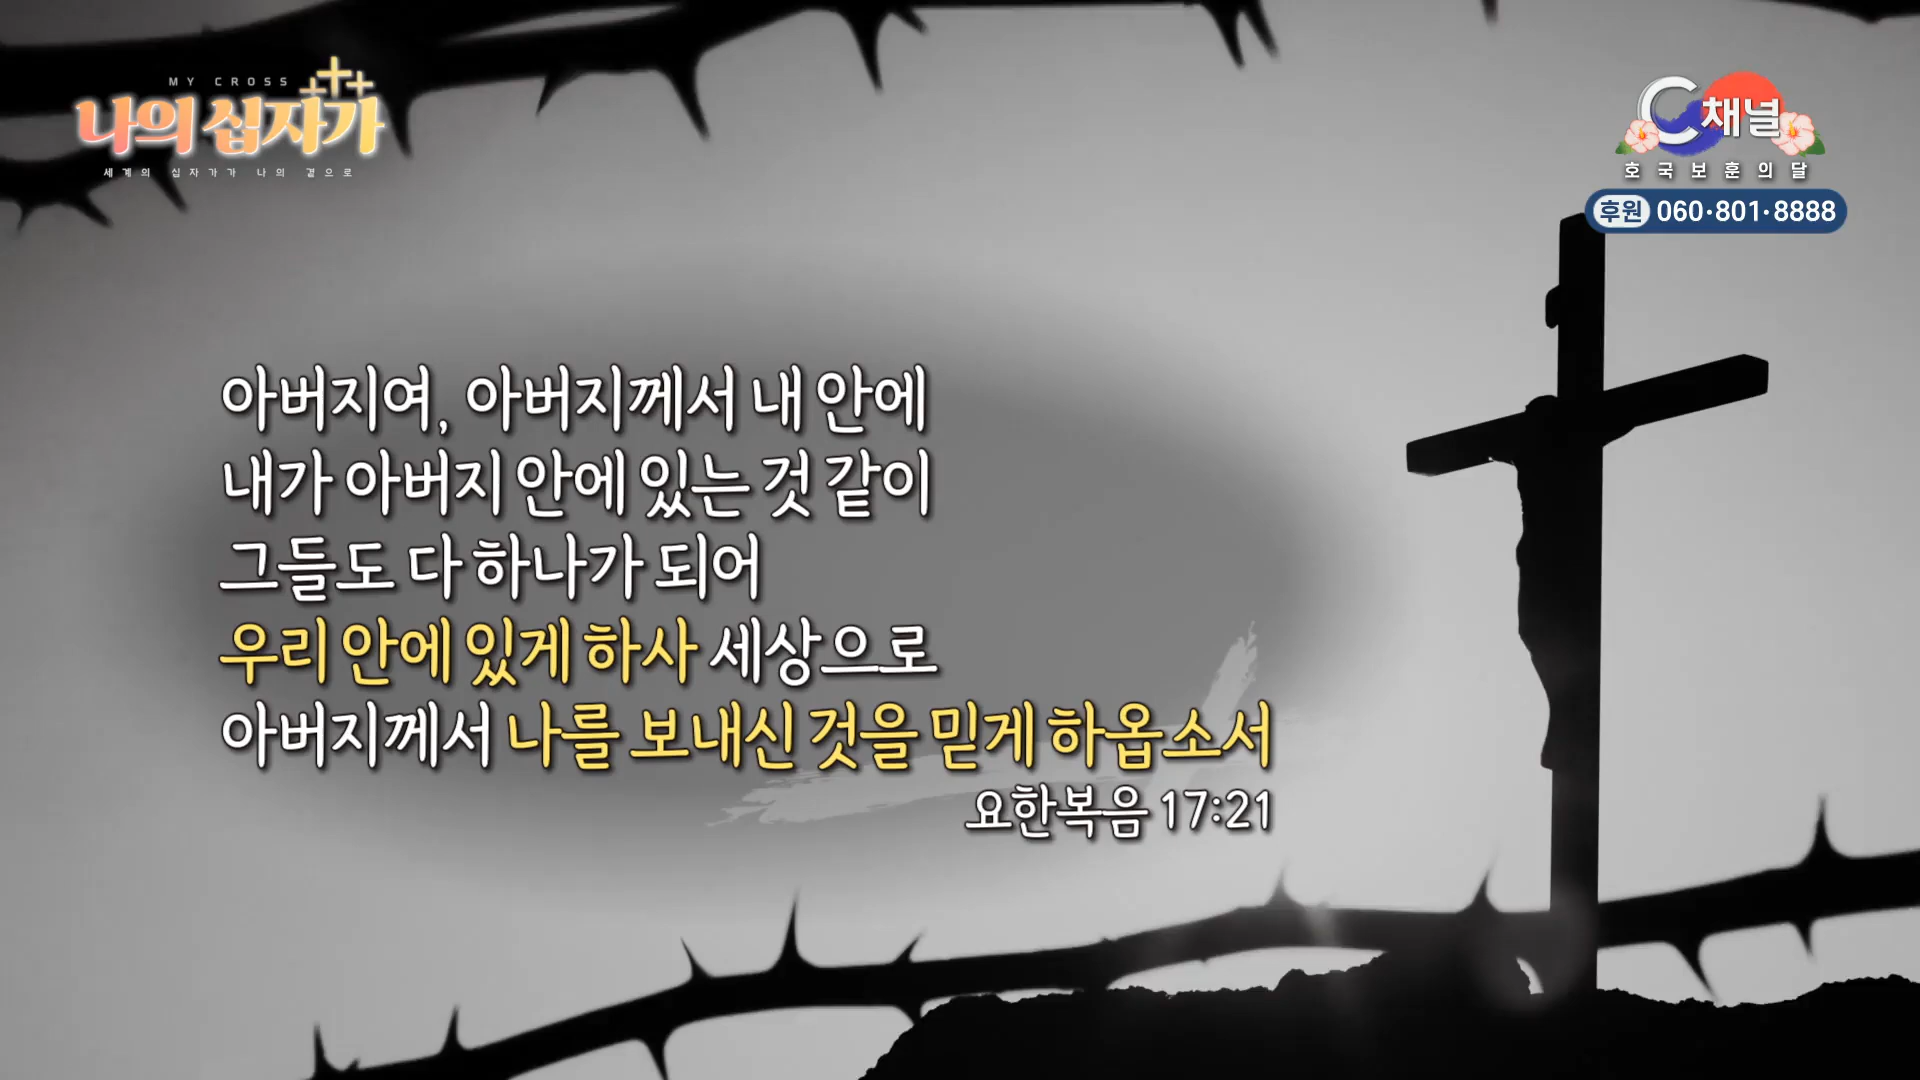 MY CROSS
나의 십자가
세계의 십자가가 나의 곁으로
C채널
호국보훈의달
후원 060·801·8888
아버지여, 아버지께서 내 안에
내가 아버지 안에 있는 것 같이
그들도 다 하나가 되어
우리 안에 있게 하사 세상으로
아버지께서 나를 보내신 것을 믿게 하옵소서
요한복음 17:21